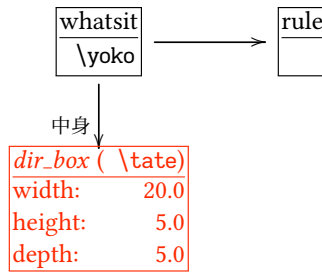 whatsit rule
\yoko
中身
dir_box ( \tate)
width: 20.0
height: 5.0
depth: 5.0